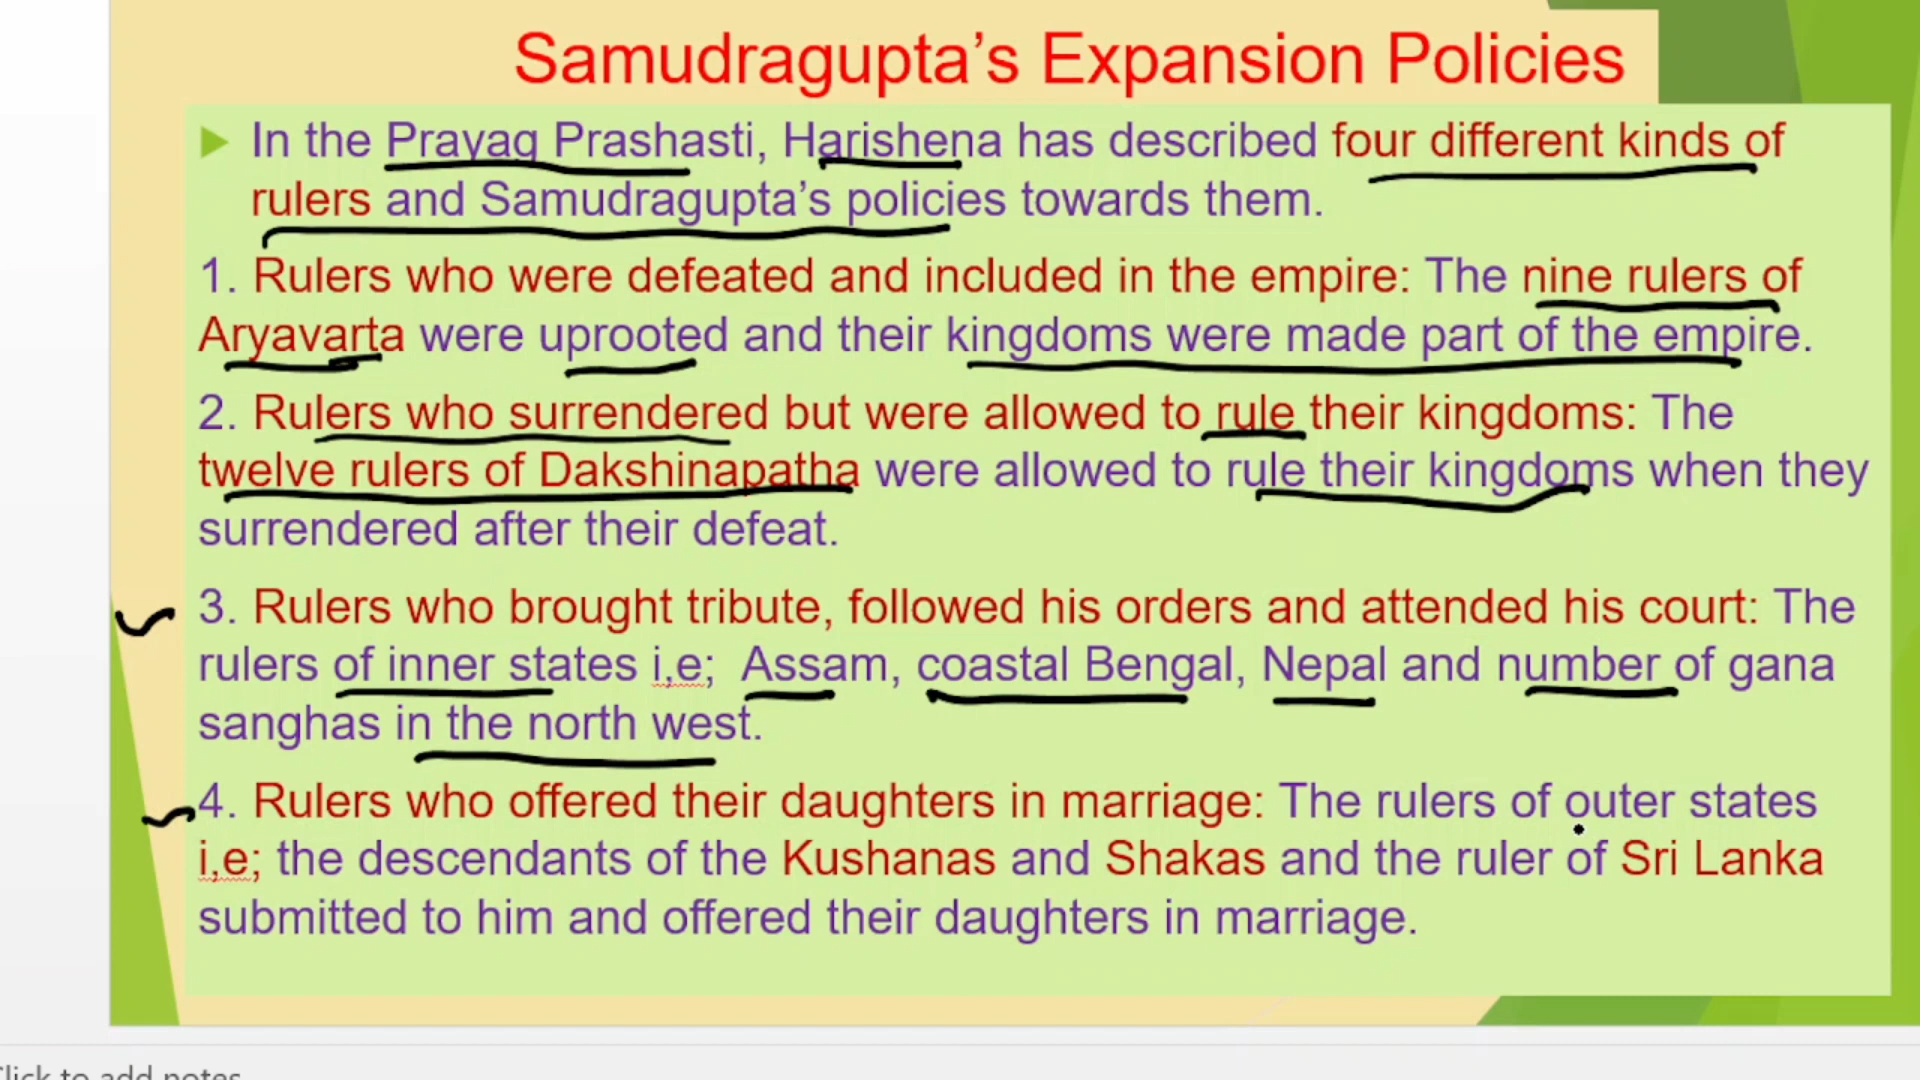 Samudragupta’s Expansion Policies
In the Prayag Prashasti, Harishena has described four different kinds of
rulers and Samudragupta’s policies towards them.
1. Rulers who were defeated and included in the empire: The nine rulers of
Aryavarta were uprooted and their kingdoms were made part of the empire.
2. Rulers who surrendered but were allowed to rule their kingdoms: The
twelve rulers of Dakshinapatha were allowed to rule their kingdoms when they
surrendered after their defeat.
3. Rulers who brought tribute, followed his orders and attended his court: The
rulers of inner states i,e; Assam, coastal Bengal, Nepal and number of gana
sanghas in the north west.
4. Rulers who offered their daughters in marriage: The rulers of outer states
i,e; the descendants of the Kushanas and Shakas and the ruler of Sri Lanka
submitted to him and offered their daughters in marriage.
Click to add notes